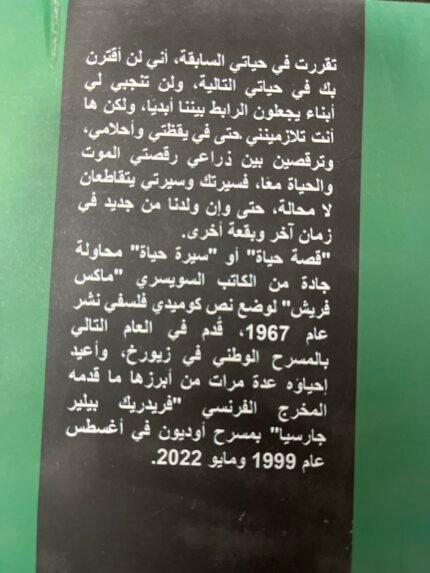 تقررت في حياتي السابقة، أني لن أقترن
بك في حياتي التالية، ولن تنجبي لي
أبناء يجعلون الرابط بيننا أبديًا، ولكن ها
أنت تلازمينني حتى في يقظتي وأحلامي،
وترقصين بين ذراعي رقصتي الموت
والحياة معًا، فسيرتك وسيرتي يتقاطعان
لا محالة، حتى وإن ولدنا من جديد في
زمان آخر وبقعة أخرى.
"قصة حياة" أو "سيرة حياة" محاولة
جادة من الكاتب السويسري "ماكس
فريش" لوضع نص كوميدي فلسفي نشر
عام 1967، قُدم في العام التالي
بالمسرح الوطني في زيورخ، وأعيد
إحياؤه عدة مرات من أبرزها ما قدمه
المخرج الفرنسي "فريدريك بيلير
جارسيا" بمسرح أوديون في أغسطس
عام 1999 ومايو 2022.